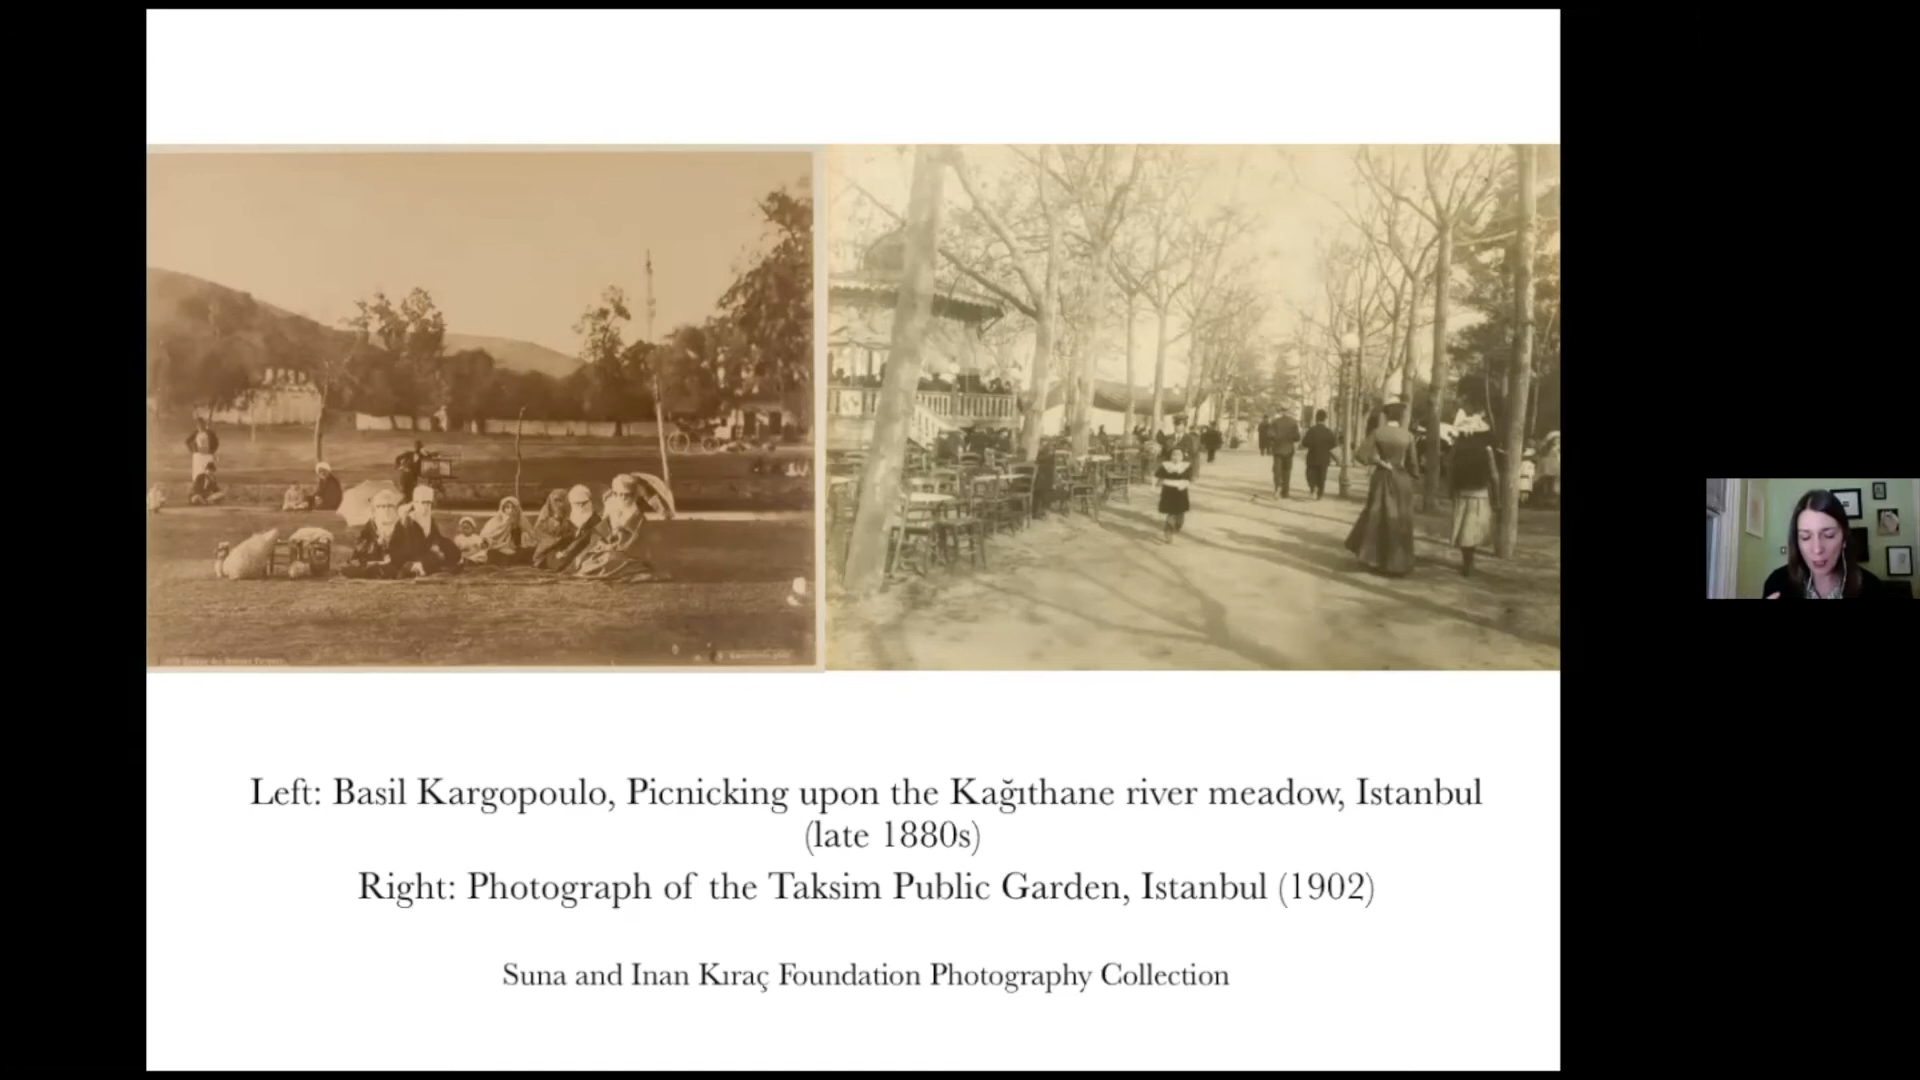 Left: Basil Kargopoulo, Picnicking upon the Kağıthane river meadow, Istanbul
(late 1880s)
Right: Photograph of the Taksim Public Garden, Istanbul (1902)
Suna and Inan Kıraç Foundation Photography Collection